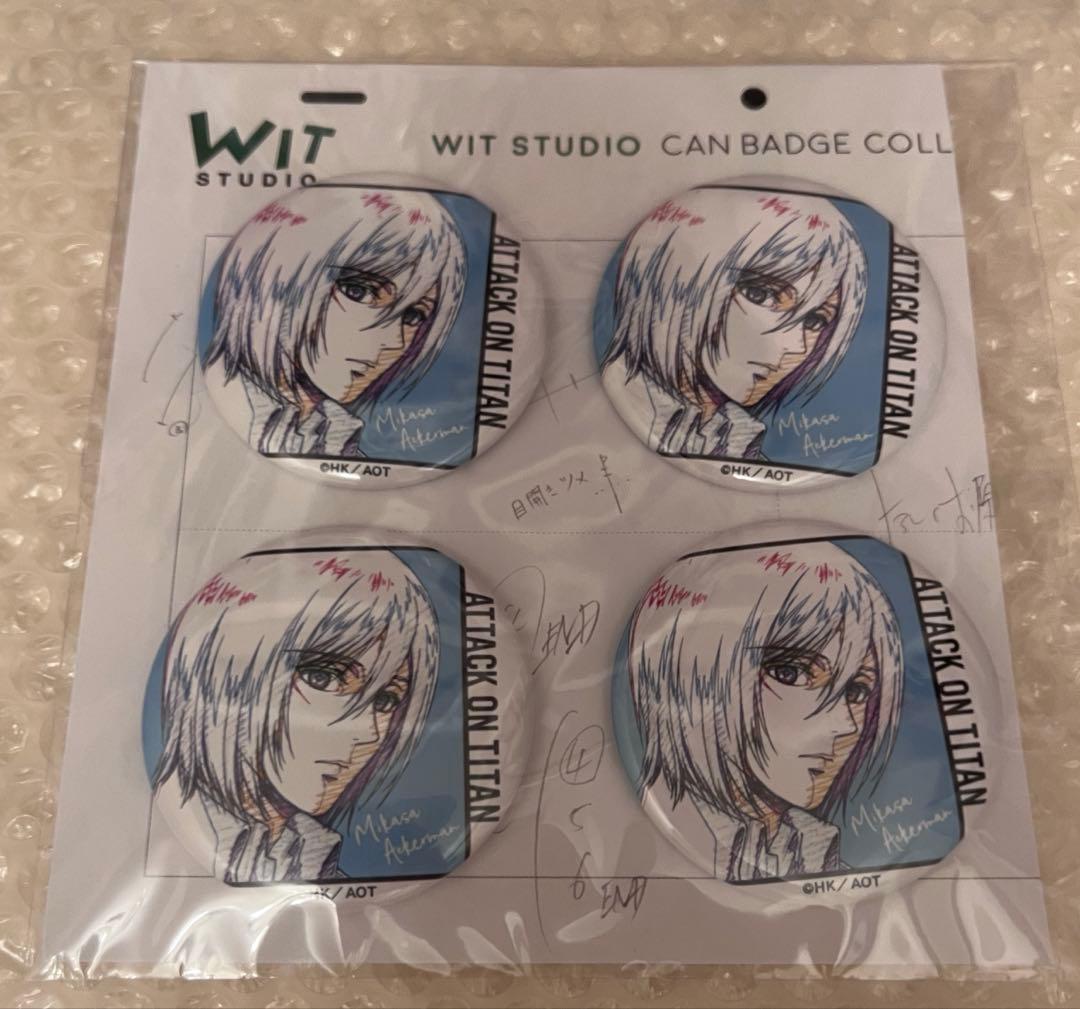 WIT
STUDIO
WIT STUDIO CAN BADGE COLL
ATTACK ON TITAN
Mikasa
Ackerman
©HK/AOT
ATTACK ON TITAN
Mikasa
Ackerman
©HK/AOT
目開きツメ
END
ATTACK ON TITAN
Mikasa
Ackerman
HK/AOT
④
5
6 END
ATTACK ON TITAN
Mikasa
Ackerman
©HK/AOT